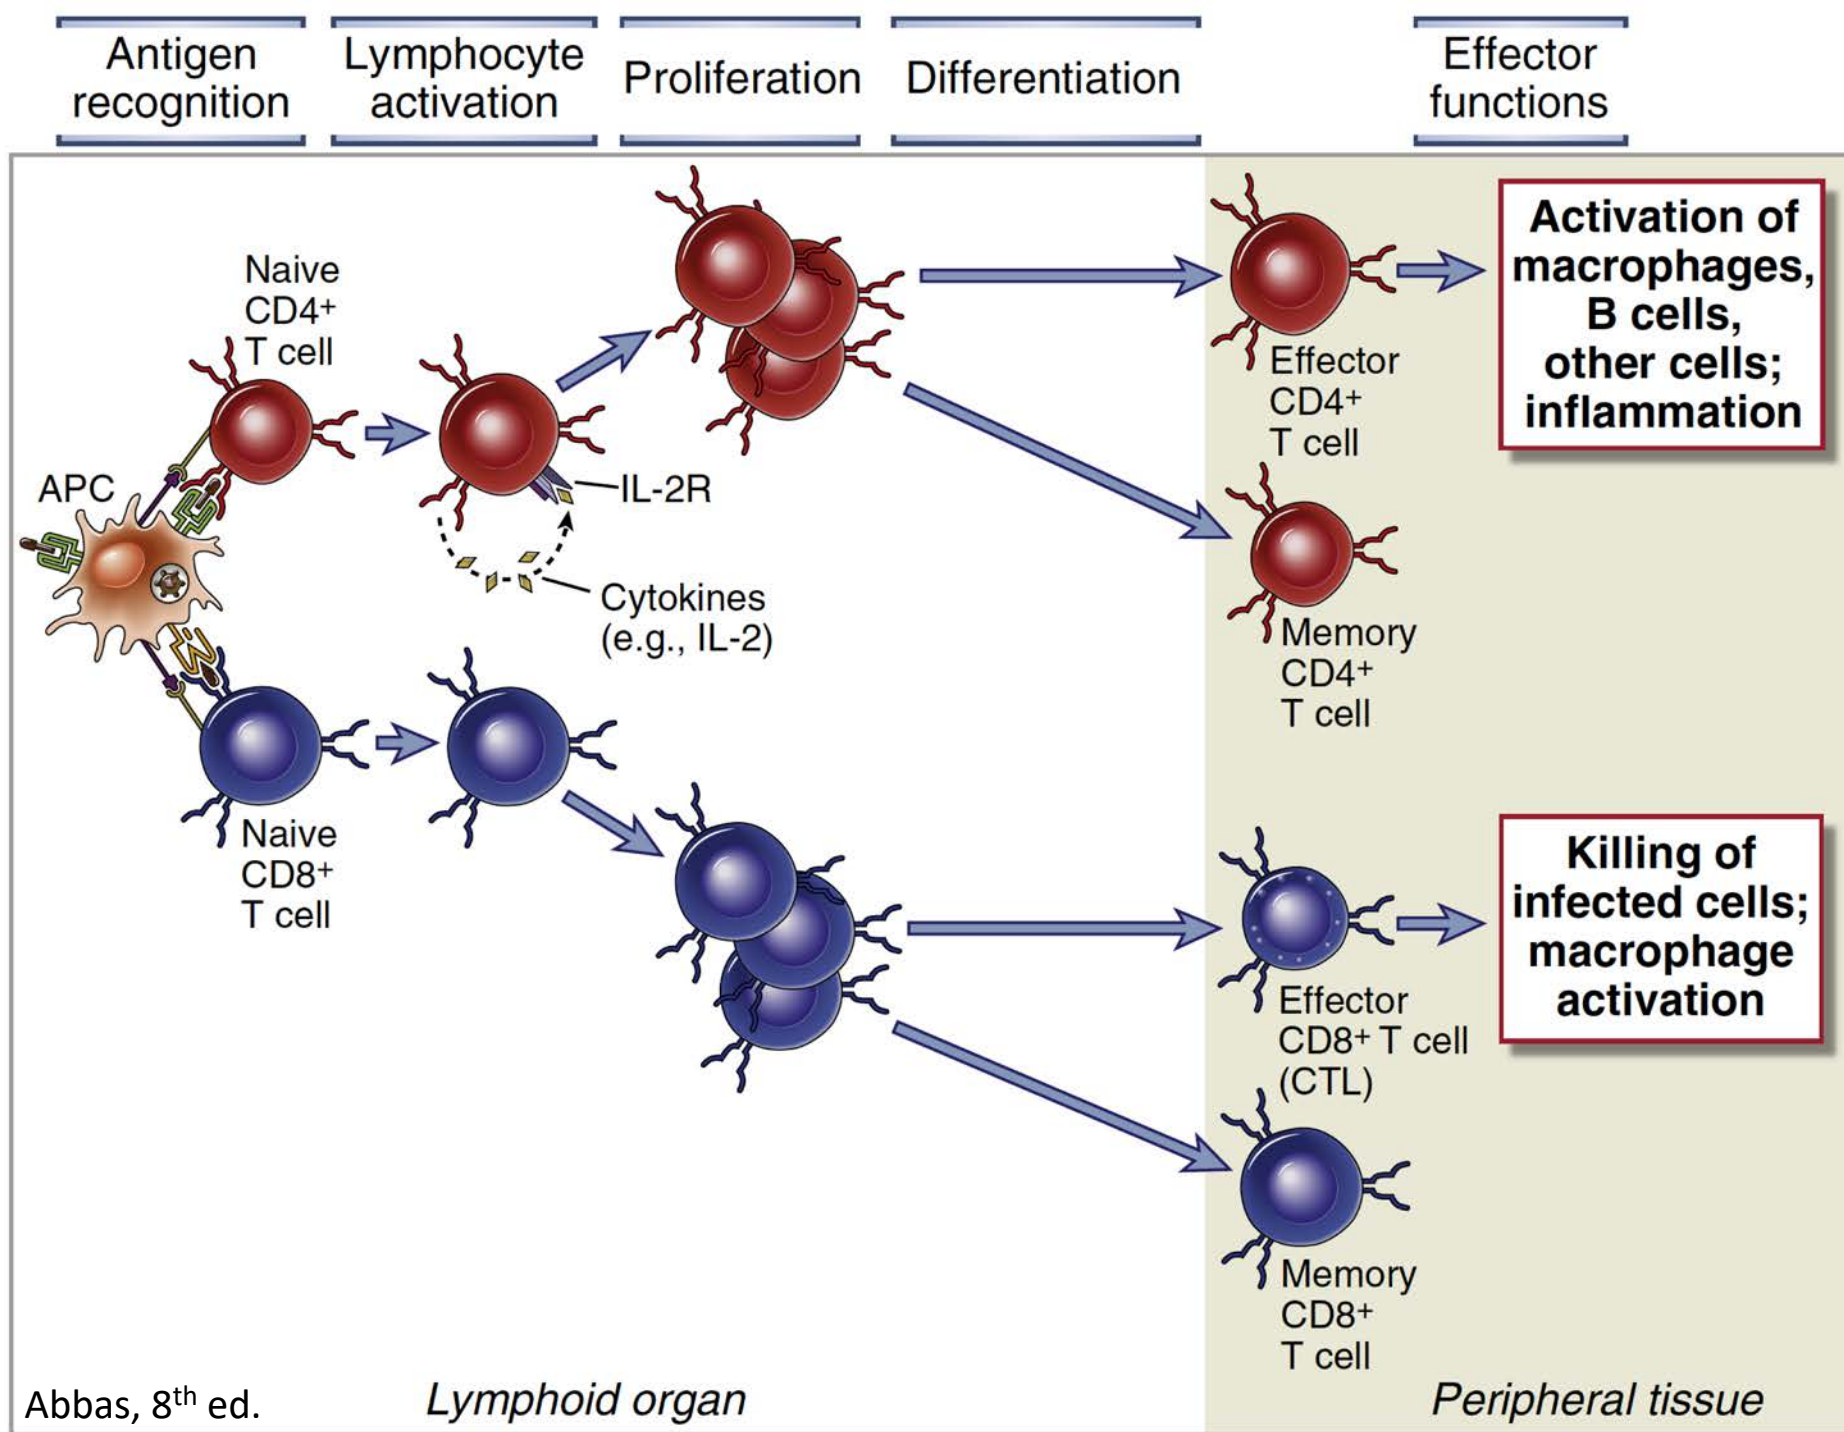 Antigen
recognition
Lymphocyte
activation
Proliferation
Differentiation
Effector
functions
Naive
CD4+
T cell
APC
IL-2R
Cytokines
(e.g., IL-2)
Naive
CD8+
T cell
Effector
CD4+
T cell
Activation of
macrophages,
B cells,
other cells;
inflammation
Memory
CD4+
T cell
Effector
CD8+ T cell
(CTL)
Killing of
infected cells;
macrophage
activation
Memory
CD8+
T cell
Abbas, 8th ed.
Lymphoid organ
Peripheral tissue